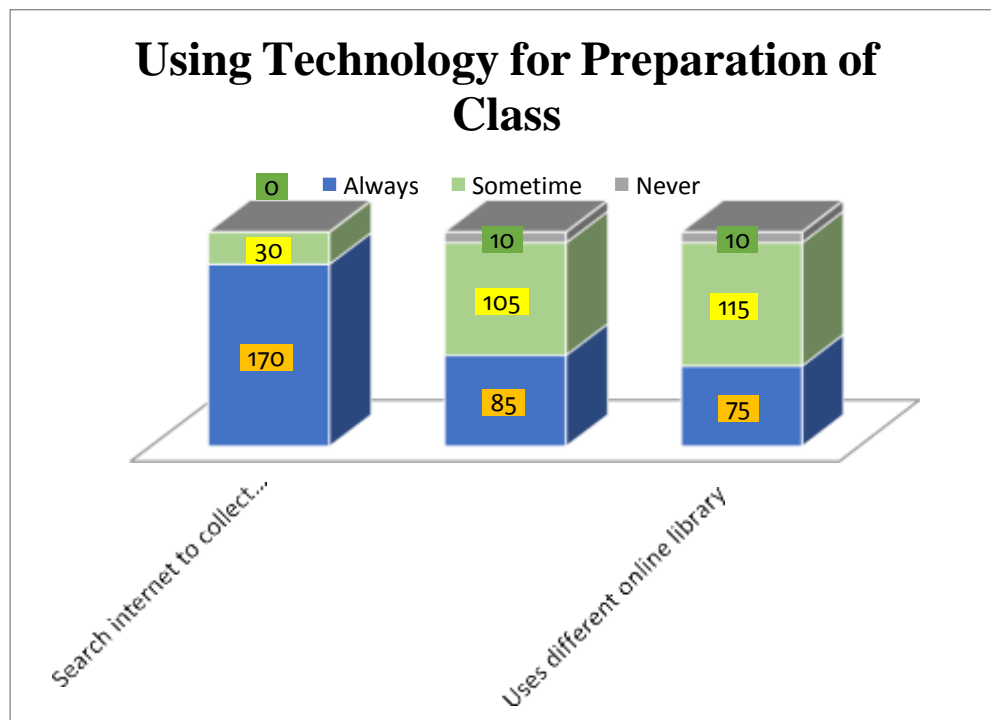 Using Technology for Preparation of
Class
0
Always Sometime Never
30 10 10
105 115
170 85 75
Search internet to collect...
Uses different online library